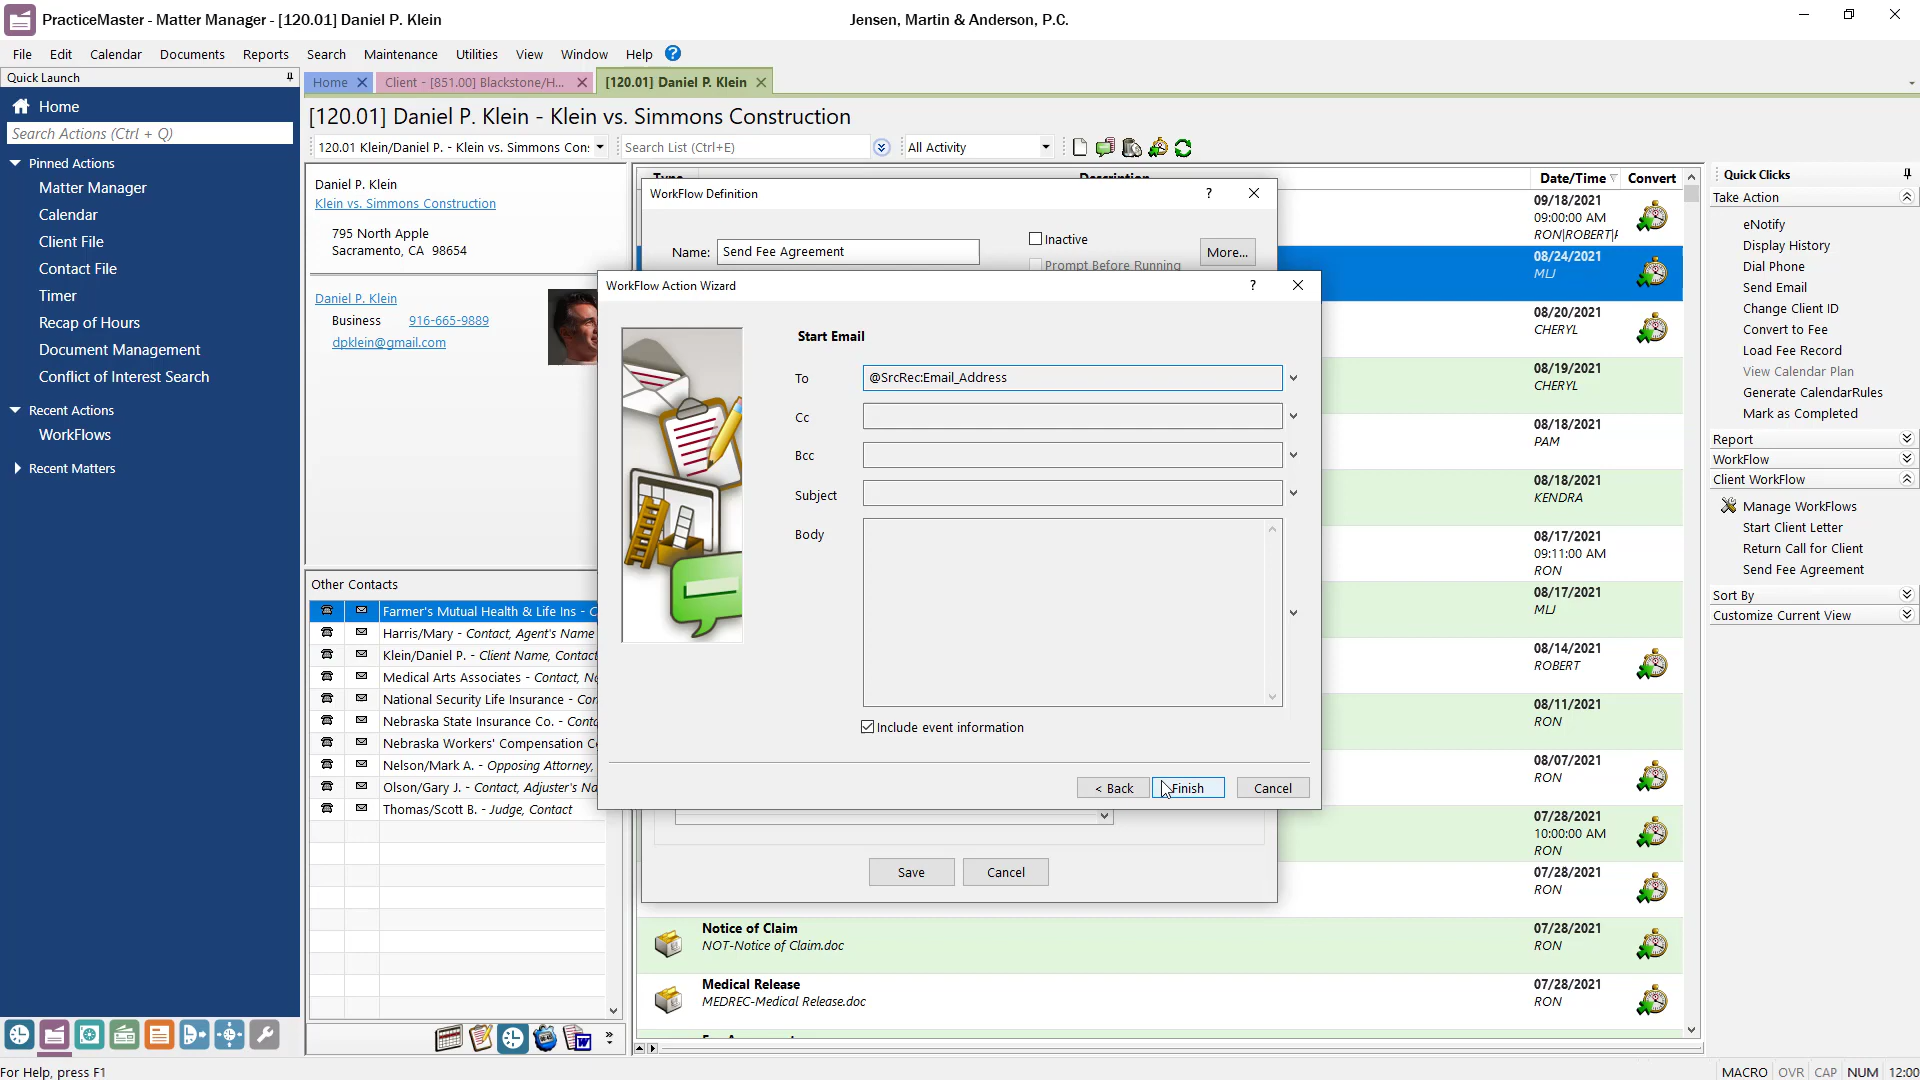 PracticeMaster - Matter Manager - [120.01] Daniel P. Klein
Jensen, Martin & Anderson, P.C.
File Edit Calendar Documents Reports Search Maintenance Utilities View Window Help
Quick Launch
Home
Search Actions (Ctrl + Q)
Pinned Actions
Matter Manager
Calendar
Client File
Contact File
Timer
Recap of Hours
Document Management
Conflict of Interest Search
Recent Actions
WorkFlows
Recent Matters
Home
Client - [851.00] Blackstone/H...
[120.01] Daniel P. Klein
[120.01] Daniel P. Klein - Klein vs. Simmons Construction
120.01 Klein/Daniel P. - Klein vs. Simmons Con:
Search List (Ctrl+E)
All Activity
Daniel P. Klein
Klein vs. Simmons Construction
795 North Apple
Sacramento, CA 98654
Daniel P. Klein
Business 916-665-9889
dpklein@gmail.com
Other Contacts
Farmer's Mutual Health & Life Ins - C
Harris/Mary - Contact, Agent's Name
Klein/Daniel P. - Client Name, Contact
Medical Arts Associates - Contact, No
National Security Life Insurance - Con
Nebraska State Insurance Co. - Conta
Nebraska Workers' Compensation C
Nelson/Mark A. - Opposing Attorney,
Olson/Gary J. - Contact, Adjuster's Na
Thomas/Scott B. - Judge, Contact
Type Description Date/Time Convert
09/18/2021
09:00:00 AM
RON|ROBERT|F
08/24/2021
MLJ
08/20/2021
CHERYL
08/19/2021
CHERYL
08/18/2021
PAM
08/18/2021
KENDRA
08/17/2021
09:11:00 AM
RON
08/17/2021
MLJ
08/14/2021
ROBERT
08/11/2021
RON
08/07/2021
RON
07/28/2021
10:00:00 AM
RON
07/28/2021
RON
Notice of Claim
NOT-Notice of Claim.doc
07/28/2021
RON
Medical Release
MEDREC-Medical Release.doc
07/28/2021
RON
WorkFlow Definition
?
Name: Send Fee Agreement
Inactive
Prompt Before Running
More...
Save
Cancel
WorkFlow Action Wizard
?
Start Email
To @SrcRec:Email_Address
Cc
Bcc
Subject
Body
Include event information
< Back
Finish
Cancel
Quick Clicks
Take Action
eNotify
Display History
Dial Phone
Send Email
Change Client ID
Convert to Fee
Load Fee Record
View Calendar Plan
Generate CalendarRules
Mark as Completed
Report
WorkFlow
Client WorkFlow
Manage WorkFlows
Start Client Letter
Return Call for Client
Send Fee Agreement
Sort By
Customize Current View
For Help, press F1
MACRO OVR CAP NUM 12:00